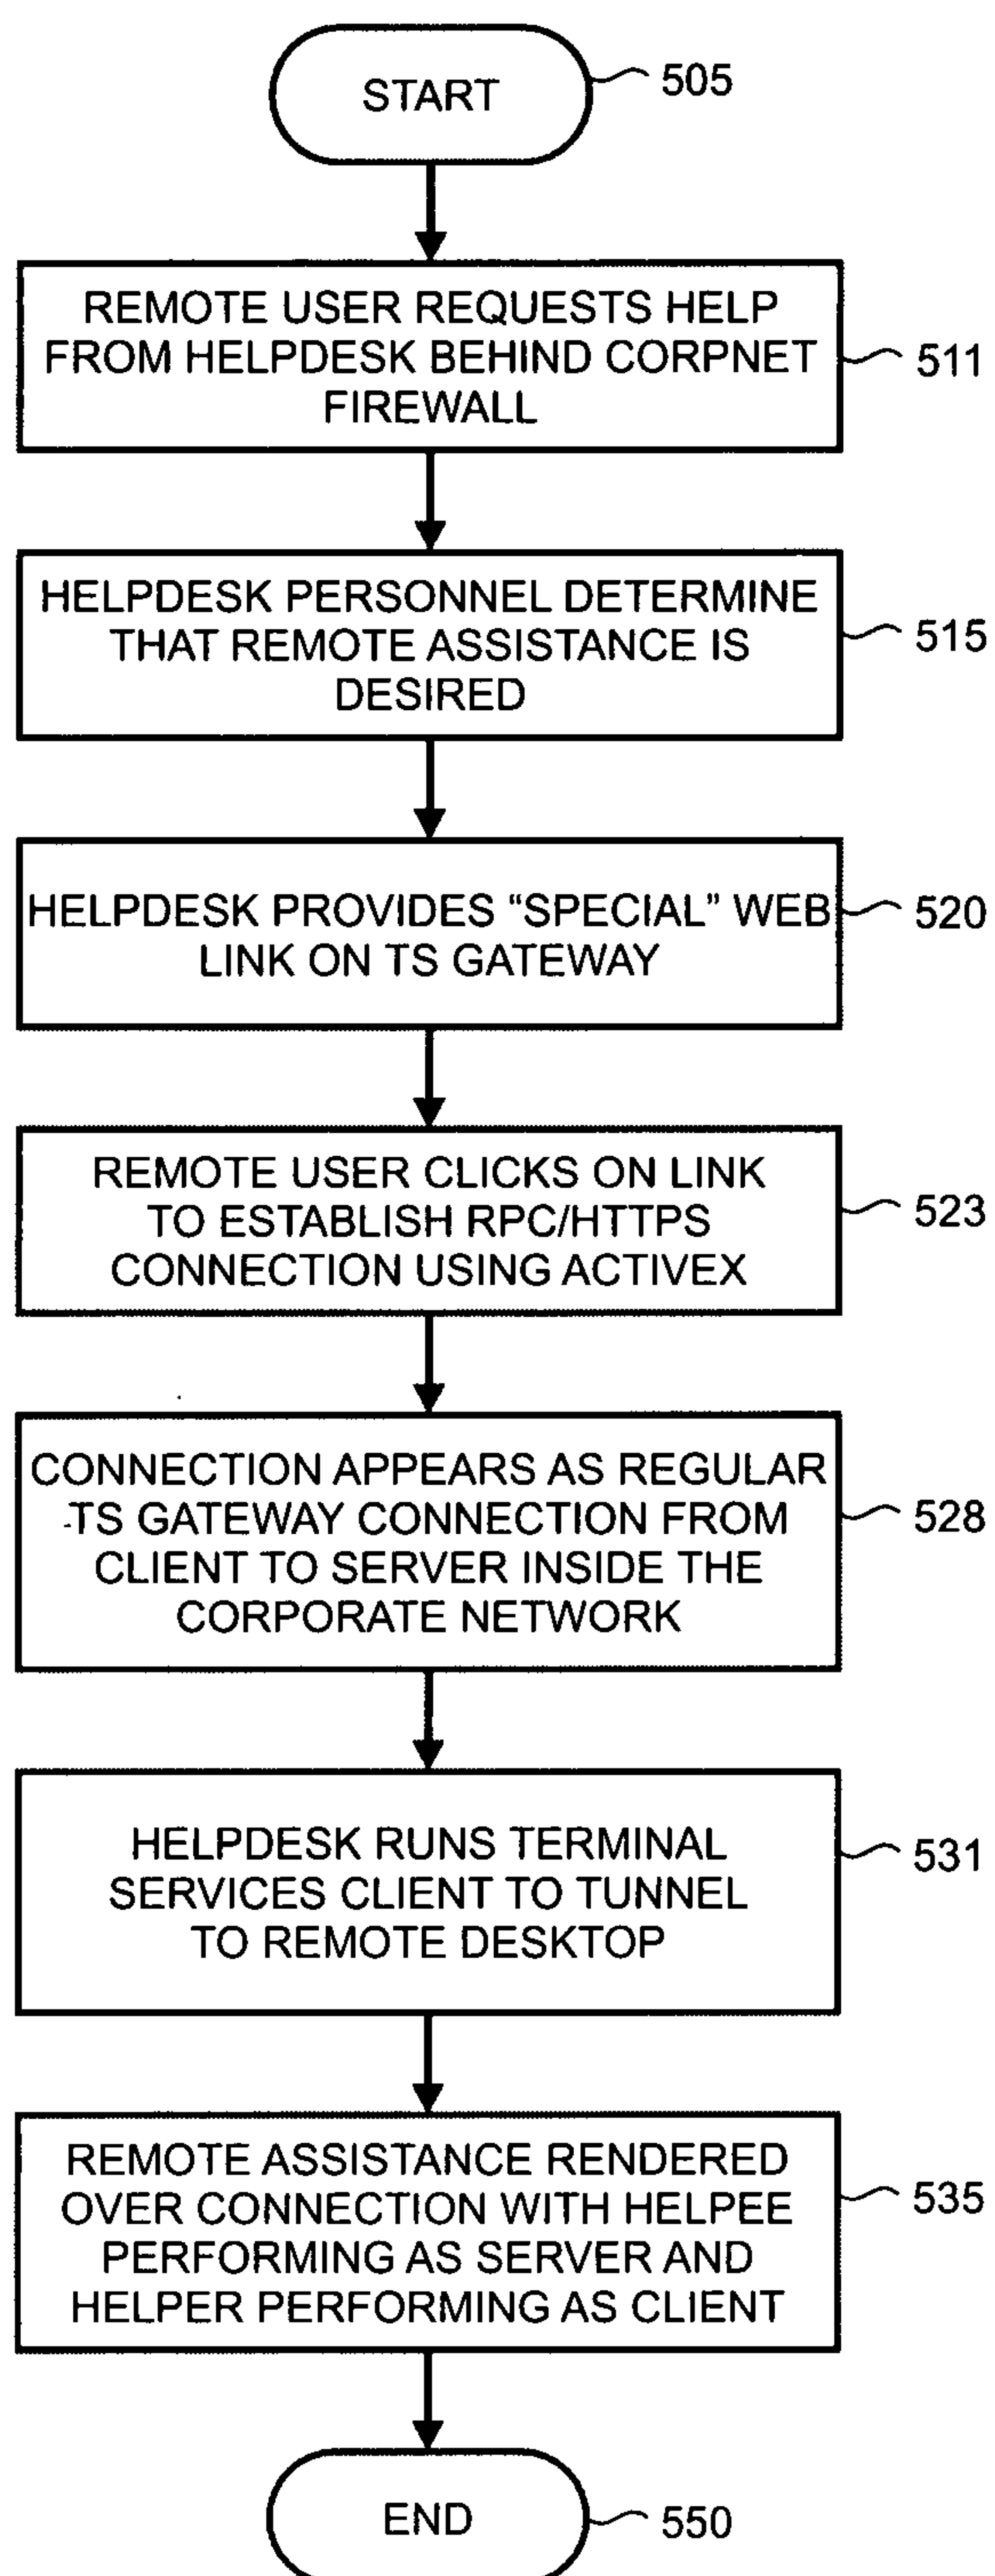 START
505
REMOTE USER REQUESTS HELP
FROM HELPDESK BEHIND CORPNET
FIREWALL
511
HELPDESK PERSONNEL DETERMINE
THAT REMOTE ASSISTANCE IS
DESIRED
515
HELPDESK PROVIDES “SPECIAL” WEB
LINK ON TS GATEWAY
520
REMOTE USER CLICKS ON LINK
TO ESTABLISH RPC/HTTPS
CONNECTION USING ACTIVEX
523
CONNECTION APPEARS AS REGULAR
TS GATEWAY CONNECTION FROM
CLIENT TO SERVER INSIDE THE
CORPORATE NETWORK
528
HELPDESK RUNS TERMINAL
SERVICES CLIENT TO TUNNEL
TO REMOTE DESKTOP
531
REMOTE ASSISTANCE RENDERED
OVER CONNECTION WITH HELPEE
PERFORMING AS SERVER AND
HELPER PERFORMING AS CLIENT
535
END
550